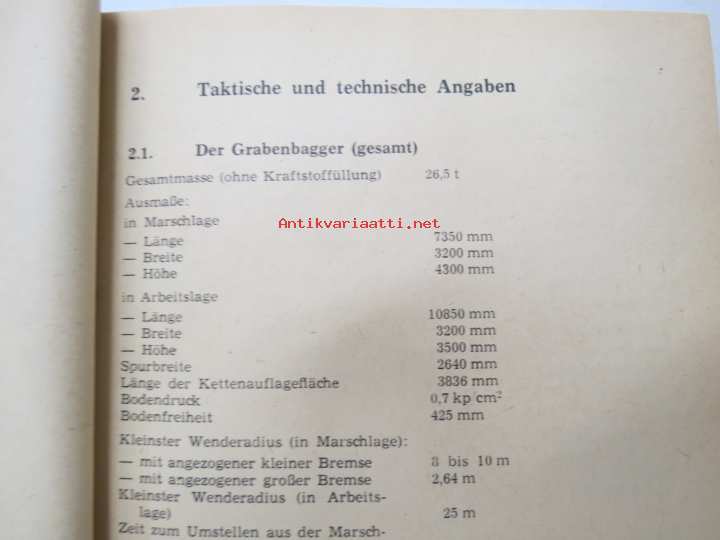 2. Taktische und technische Angaben
2.1. Der Grabenbagger (gesamt)
Gesamtmasse (ohne Kraftstoffüllung) 26,5 t
Ausmaße:
in Marschlage
Antikvariaatti.net
— Länge 7350 mm
— Breite 3200 mm
— Höhe 4300 mm
in Arbeitslage
— Länge 10850 mm
— Breite 3200 mm
— Höhe 3500 mm
Spurbreite 2640 mm
Länge der Kettenauflagefläche 3836 mm
Bodendruck 0,7 kp/cm²
Bodenfreiheit 425 mm
Kleinster Wenderadius (in Marschlage):
— mit angezogener kleiner Bremse 8 bis 10 m
— mit angezogener großer Bremse 2,64 m
Kleinster Wenderadius (in Arbeits-
lage) 25 m
Zeit zum Umstellen aus der Marsch-